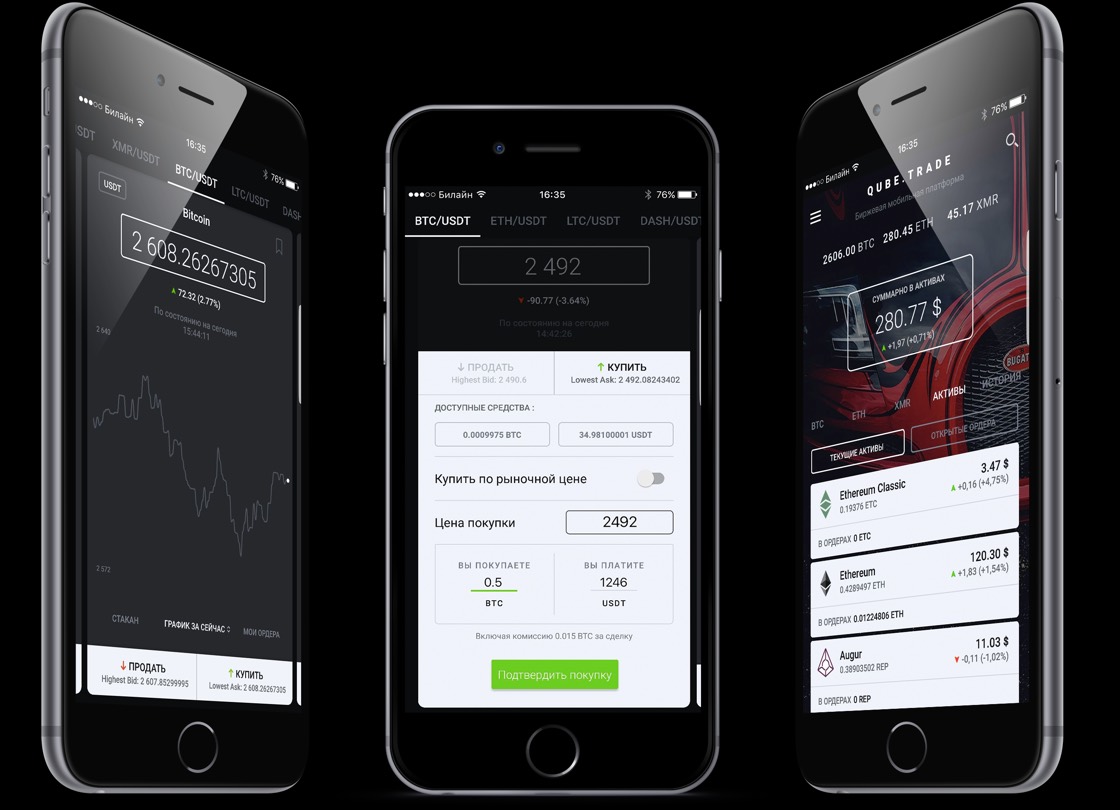 ●●●○○ Билайн
16:35
76%
SDT
XMR/USDT
BTC/USDT
LTC/USDT
DASH
USDT
Bitcoin
2 608.26267305
▲ 72.32 (2.77%)
По состоянию на сегодня
15:44:11
2 640
2 572
СТАКАН
ГРАФИК ЗА СЕЙЧАС
МОИ ОРДЕРА
↓ ПРОДАТЬ
Highest Bid: 2 607.85299995
↑ КУПИТЬ
Lowest Ask: 2 608.26267305
●●●○○ Билайн
16:35
76%
BTC/USDT
ETH/USDT
LTC/USDT
DASH/USDT
2 492
▼ -90.77 (-3.64%)
По состоянию на сегодня
14:42:26
↓ ПРОДАТЬ
Highest Bid: 2 490.6
↑ КУПИТЬ
Lowest Ask: 2 492.08243402
ДОСТУПНЫЕ СРЕДСТВА :
0.0009975 BTC
34.98100001 USDT
Купить по рыночной цене
Цена покупки
2492
ВЫ ПОКУПАЕТЕ
0.5
BTC
ВЫ ПЛАТИТЕ
1246
USDT
Включая комиссию 0.015 BTC за сделку
Подтвердить покупку
●●●○○ Билайн
16:35
76%
QUBE.TRADE
Биржевая мобильная платформа
2606.00 BTC
280.45 ETH
45.17 XMR
СУММАРНО В АКТИВАХ
280.77 $
▲ +1,97 (+0,71%)
BUGAT
BTC
ETH
XMR
АКТИВЫ
ИСТОРИЯ
ТЕКУЩИЕ АКТИВЫ
ОТКРЫТЫЕ ОРДЕРА
Ethereum Classic
0.19376 ETC
3.47 $
▲ +0,16 (+4,75%)
В ОРДЕРАХ 0 ETC
Ethereum
0.4289497 ETH
120.30 $
▲ +1,83 (+1,54%)
В ОРДЕРАХ 0.01224806 ETH
Augur
0.38903502 REP
11.03 $
▼ -0,11 (-1,02%)
В ОРДЕРАХ 0 REP